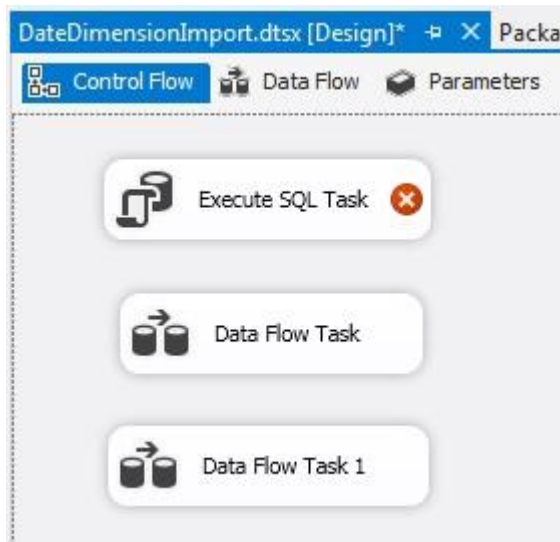 DateDimensionImport.dtsx [Design]* Packa
Control Flow Data Flow Parameters
Execute SQL Task
Data Flow Task
Data Flow Task 1